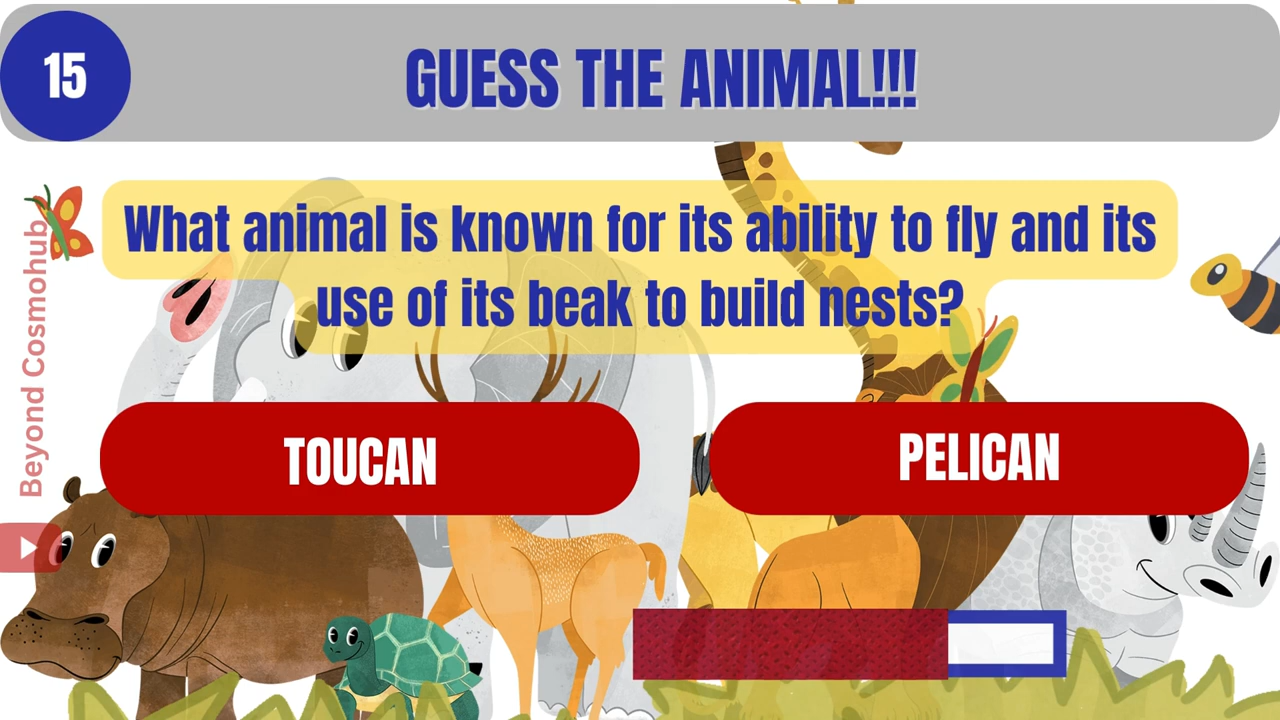 15
GUESS THE ANIMAL!!!
What animal is known for its ability to fly and its
use of its beak to build nests?
TOUCAN
PELICAN
Beyond Cosmohub